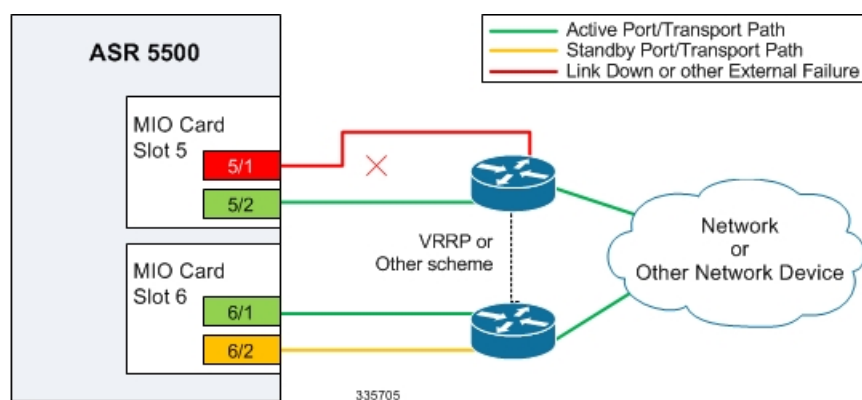 ASR 5500
Active Port/Transport Path
Standby Port/Transport Path
Link Down or other External Failure
MIO Card
Slot 5
5/1
5/2
VRRP or
Other scheme
Network
or
Other Network Device
MIO Card
Slot 6
6/1
6/2
335705